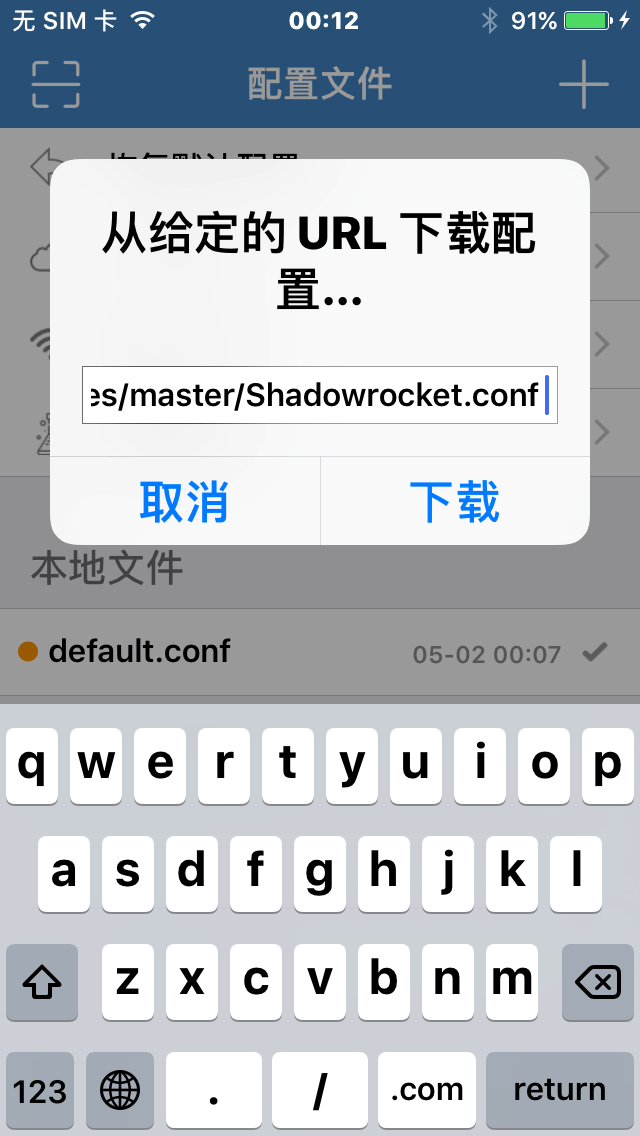 无 SIM 卡 00:12 91%
配置文件
从给定的 URL 下载配
置...
es/master/Shadowrocket.conf
取消 下载
本地文件
default.conf 05-02 00:07
q w e r t y u i o p
a s d f g h j k l
z x c v b n m
123 . / .com return